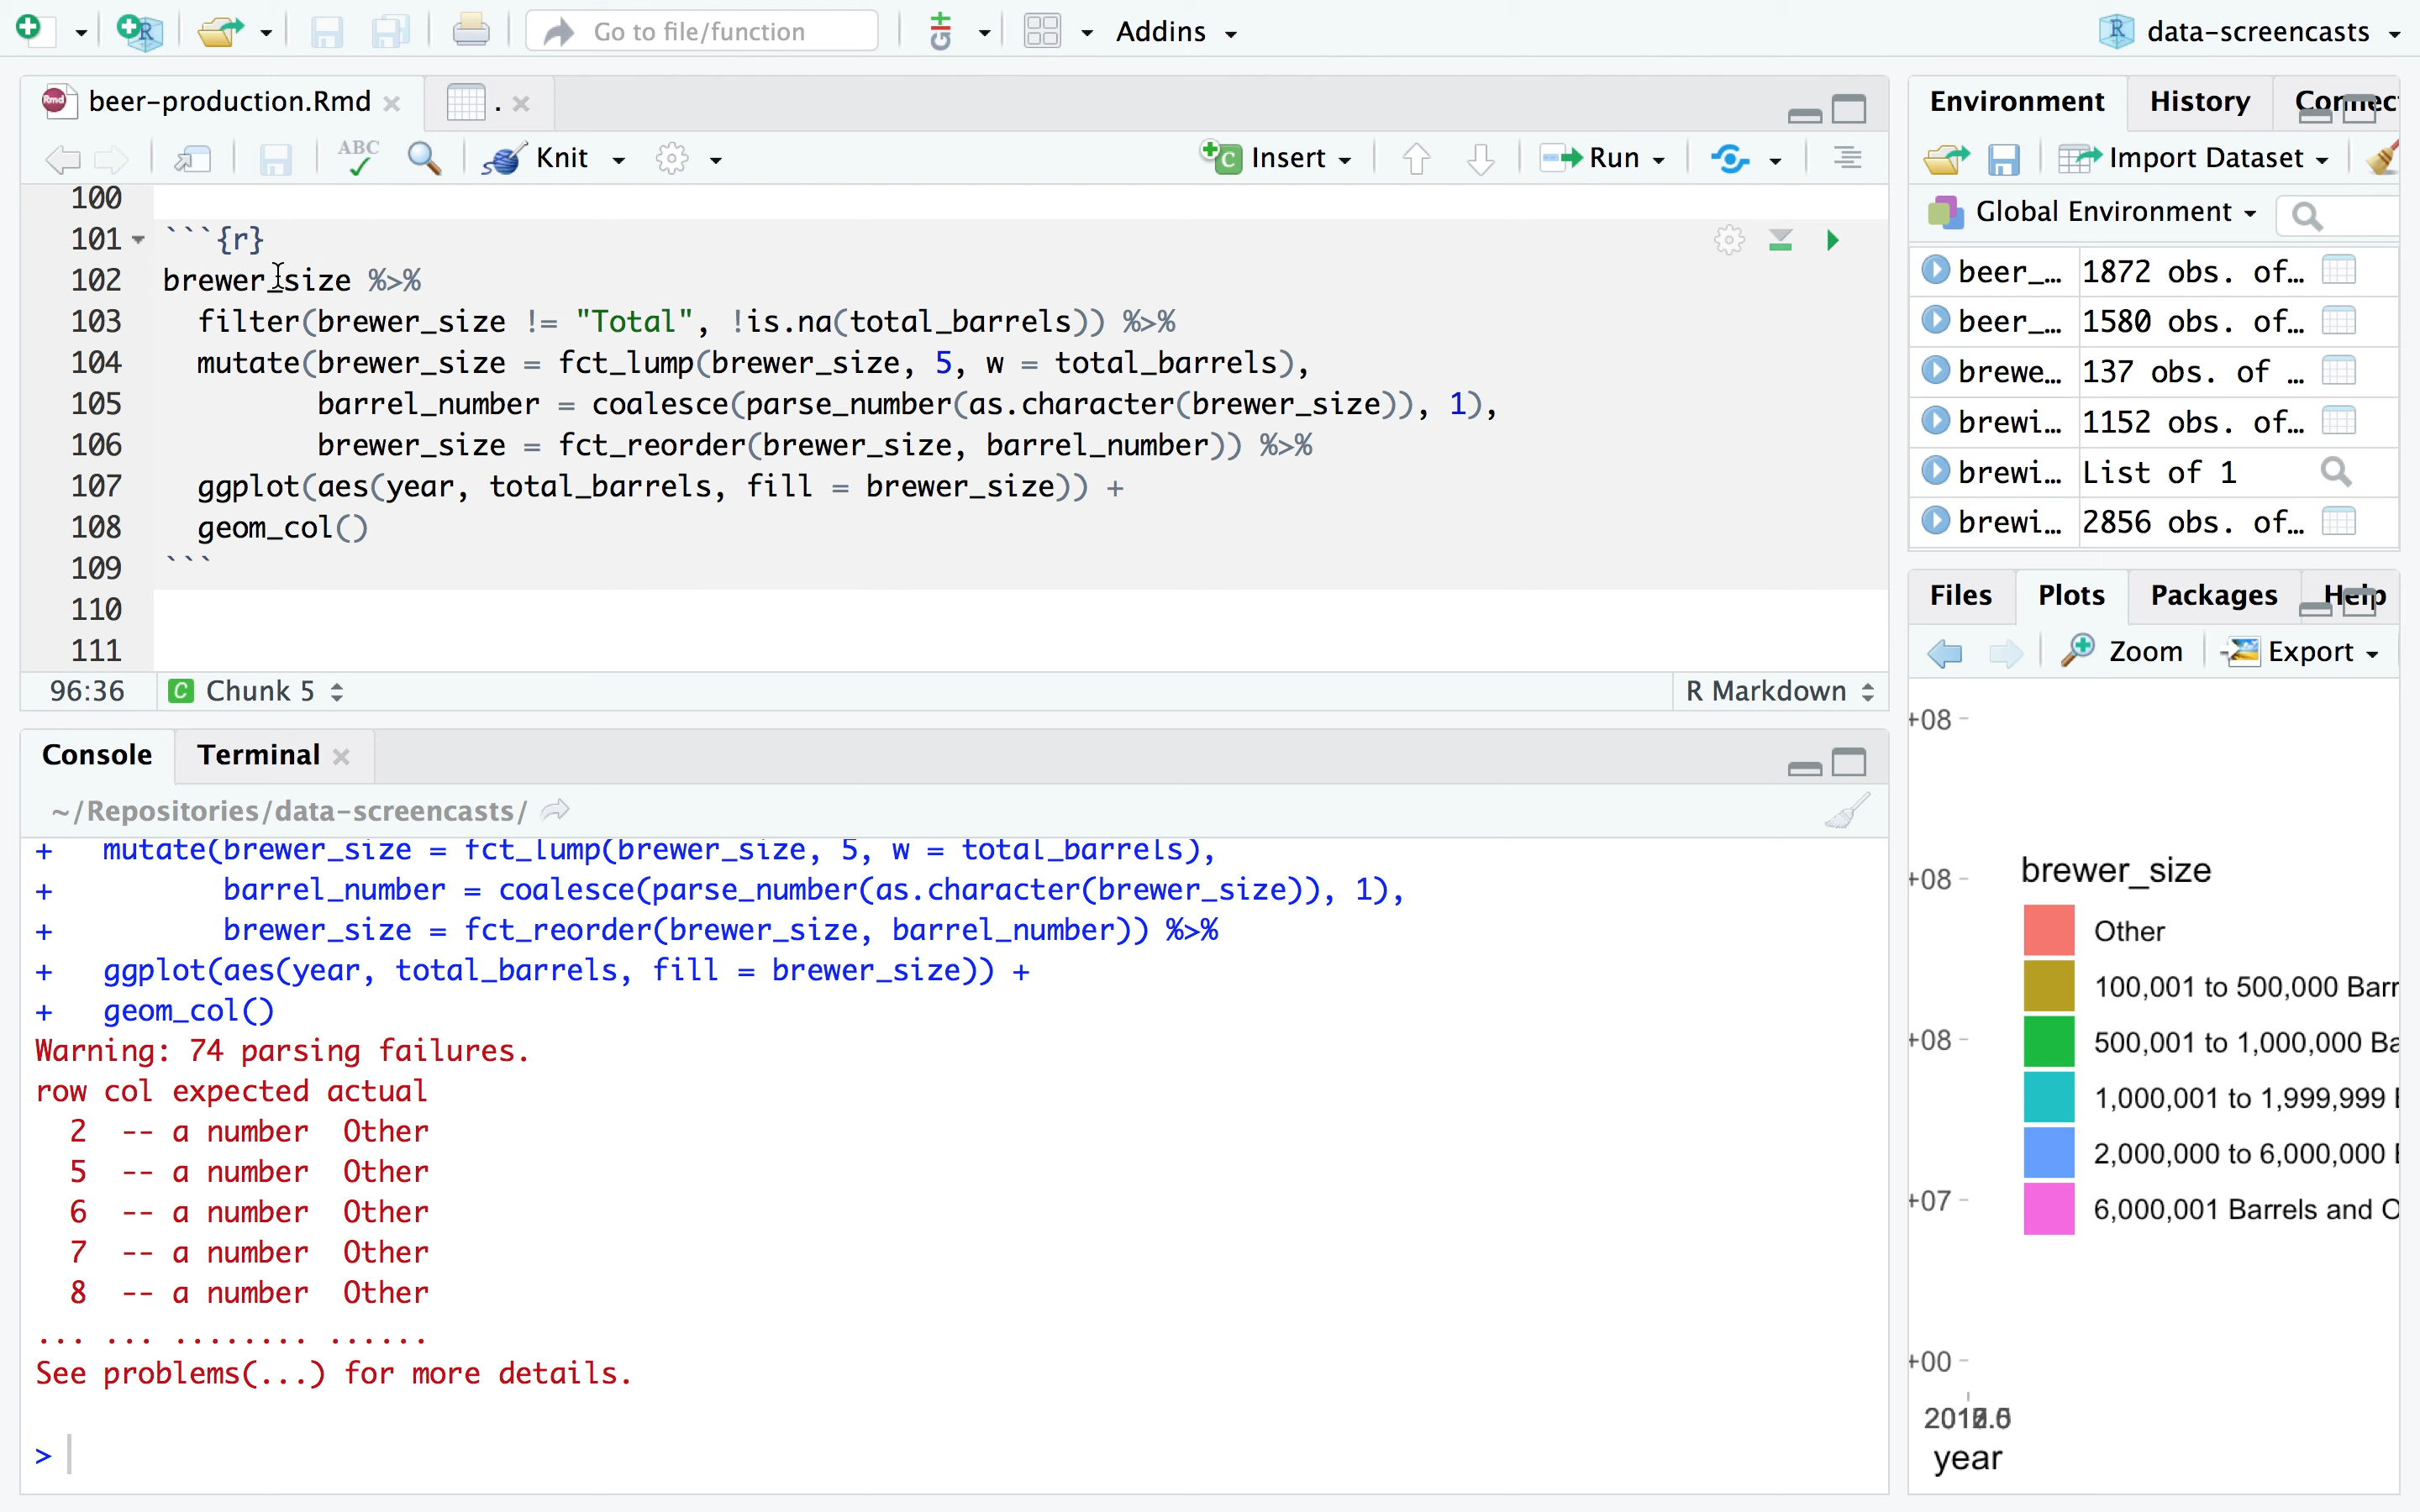 Go to file/function
Addins
data-screencasts
beer-production.Rmd
.
ABC
Knit
Insert
Run
100
101 ```{r}
102 brewer_size %>%
103 filter(brewer_size != "Total", !is.na(total_barrels)) %>%
104 mutate(brewer_size = fct_lump(brewer_size, 5, w = total_barrels),
105 barrel_number = coalesce(parse_number(as.character(brewer_size)), 1),
106 brewer_size = fct_reorder(brewer_size, barrel_number)) %>%
107 ggplot(aes(year, total_barrels, fill = brewer_size)) +
108 geom_col()
109 ```
110
111
96:36 C Chunk 5 R Markdown
Console Terminal
~/Repositories/data-screencasts/
+ mutate(brewer_size = fct_lump(brewer_size, 5, w = total_barrels),
+ barrel_number = coalesce(parse_number(as.character(brewer_size)), 1),
+ brewer_size = fct_reorder(brewer_size, barrel_number)) %>%
+ ggplot(aes(year, total_barrels, fill = brewer_size)) +
+ geom_col()
Warning: 74 parsing failures.
row col expected actual
2 -- a number Other
5 -- a number Other
6 -- a number Other
7 -- a number Other
8 -- a number Other
... ... ........ ......
See problems(...) for more details.
>
Environment History
Import Dataset
Global Environment
beer_… 1872 obs. of…
beer_… 1580 obs. of…
brewe… 137 obs. of …
brewi… 1152 obs. of…
brewi… List of 1
brewi… 2856 obs. of…
Files Plots Packages Help
Zoom Export
+08
+08
+08
+07
+00
year
brewer_size
Other
100,001 to 500,000 Barr
500,001 to 1,000,000 Ba
1,000,001 to 1,999,999
2,000,000 to 6,000,000
6,000,001 Barrels and O